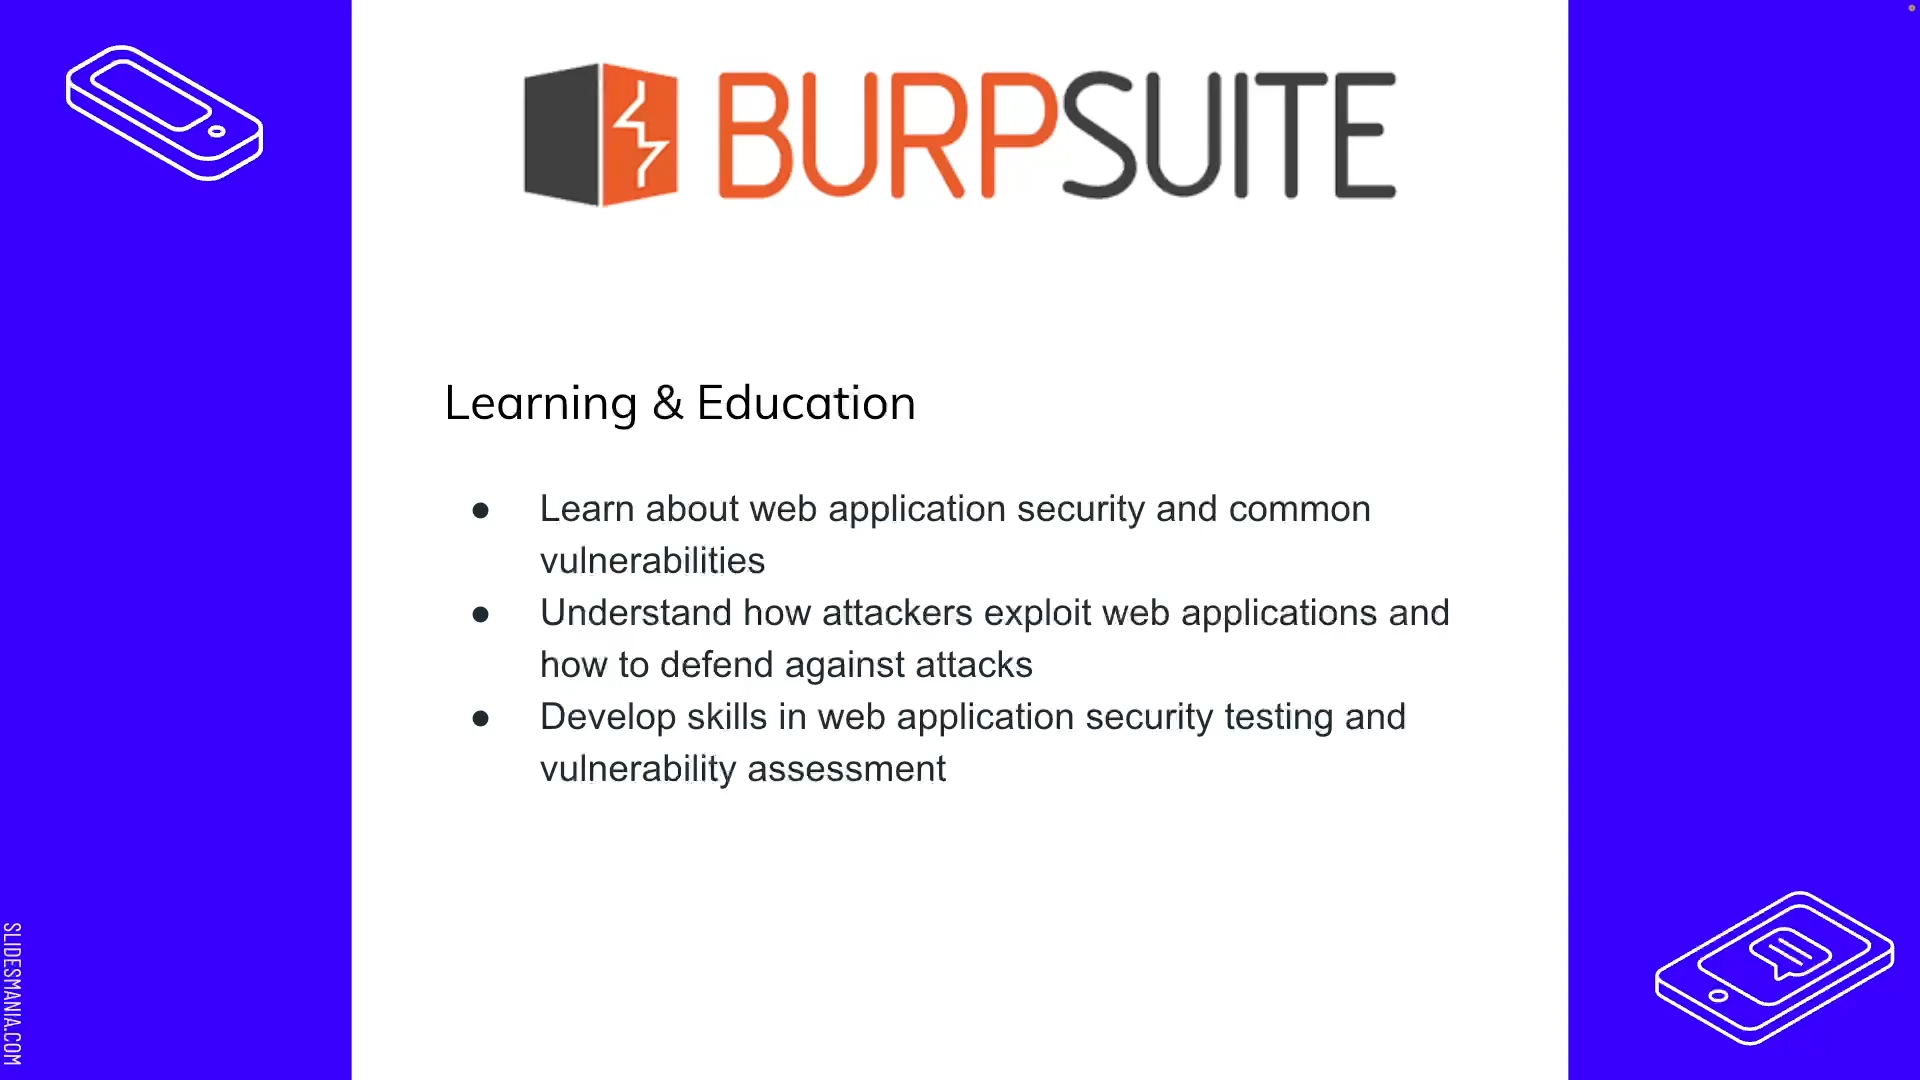 BURPSUITE
Learning & Education
● Learn about web application security and common
vulnerabilities
● Understand how attackers exploit web applications and
how to defend against attacks
● Develop skills in web application security testing and
vulnerability assessment
SLIDESMANIA.COM